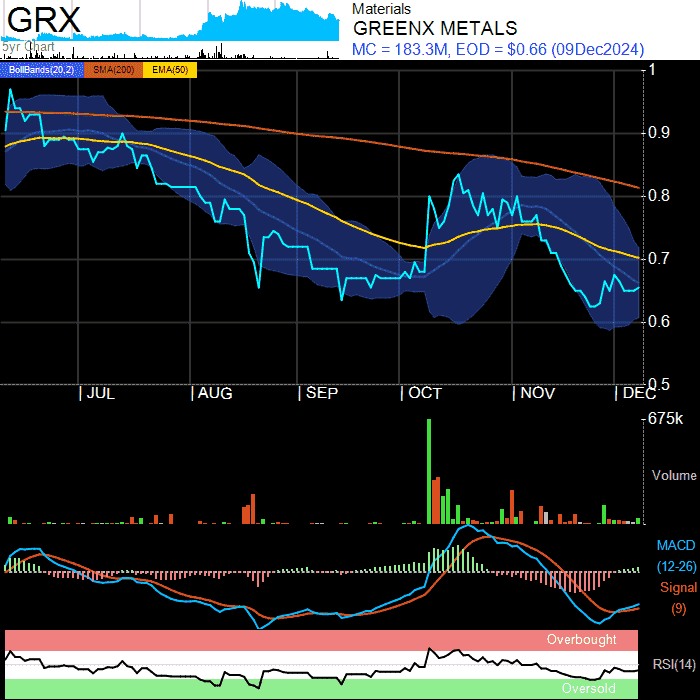 GRX
5yr Chart
Materials
GREENX METALS
MC = 183.3M, EOD = $0.66 (09Dec2024)
BollBands(20,2) SMA(200) EMA(50)
1
0.9
0.8
0.7
0.6
0.5
JUL AUG SEP OCT NOV DEC
675k
Volume
MACD
(12-26)
Signal
(9)
Overbought
RSI(14)
Oversold